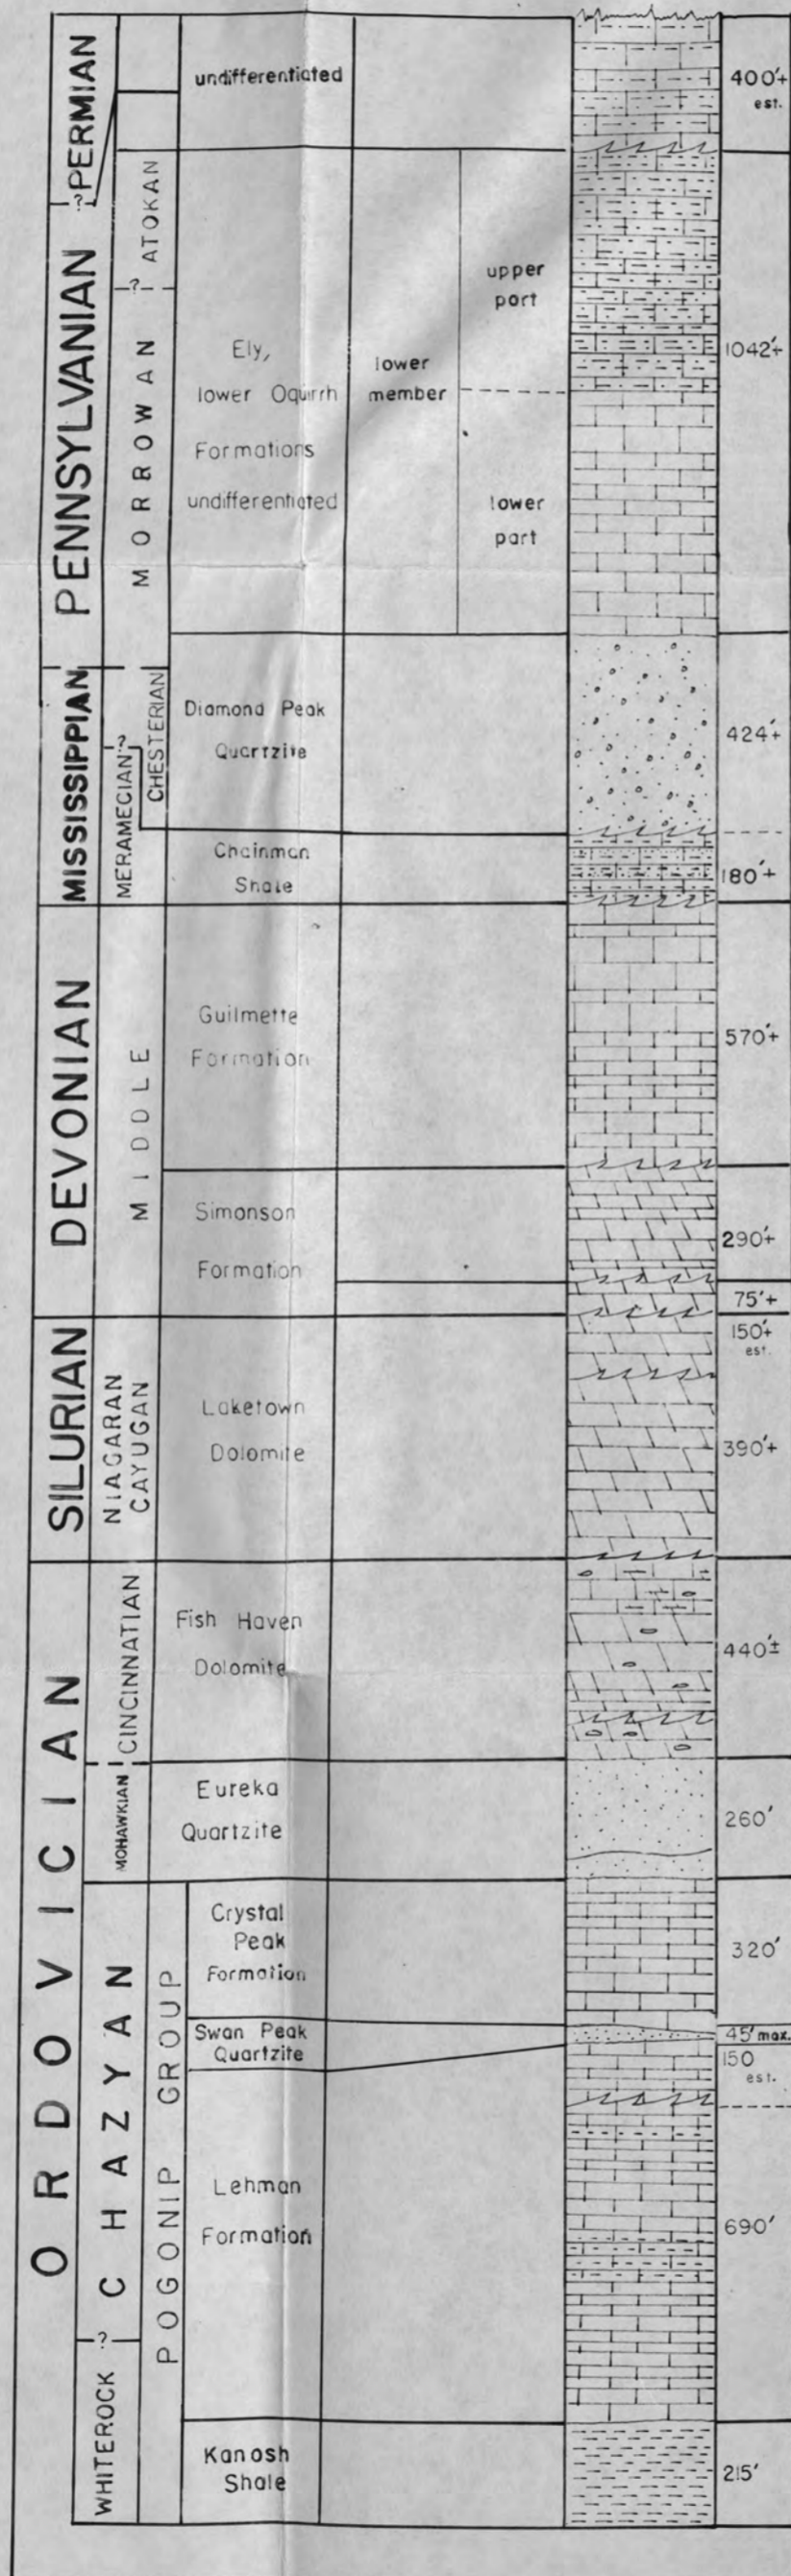 PERMIAN
undifferentiated
400'+
est.
-?-
PENNSYLVANIAN
ATOKAN
-?-
MORROWAN
Ely,
lower Oquirrh
Formations
undifferentiated
lower
member
upper
part
lower
part
1042'+
MISSISSIPPIAN
MERAMECIAN
-?
CHESTERIAN
Diamond Peak
Quartzite
424'+
Chainman
Shale
180'+
DEVONIAN
MIDDLE
Guilmette
Formation
570'+
Simonson
Formation
290'+
75'+
SILURIAN
NIAGARAN
CAYUGAN
Laketown
Dolomite
150'+
est.
390'+
ORDOVICIAN
CINCINNATIAN
Fish Haven
Dolomite
440'±
MOHAWKIAN
Eureka
Quartzite
260'
CHAZYAN
POGONIP GROUP
Crystal
Peak
Formation
320'
Swan Peak
Quartzite
45' max.
150
est.
Lehman
Formation
690'
-?-
WHITEROCK
Kanosh
Shale
215'